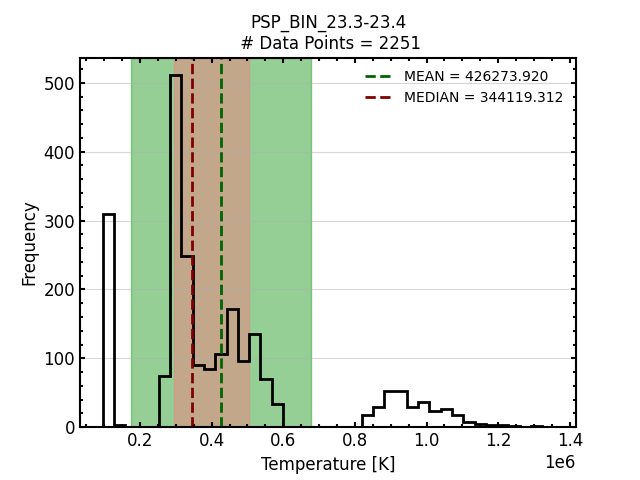 PSP_BIN_23.3-23.4
# Data Points = 2251
MEAN = 426273.920
MEDIAN = 344119.312
Frequency
500
400
300
200
100
0
0.2 0.4 0.6 0.8 1.0 1.2 1.4
1e6
Temperature [K]